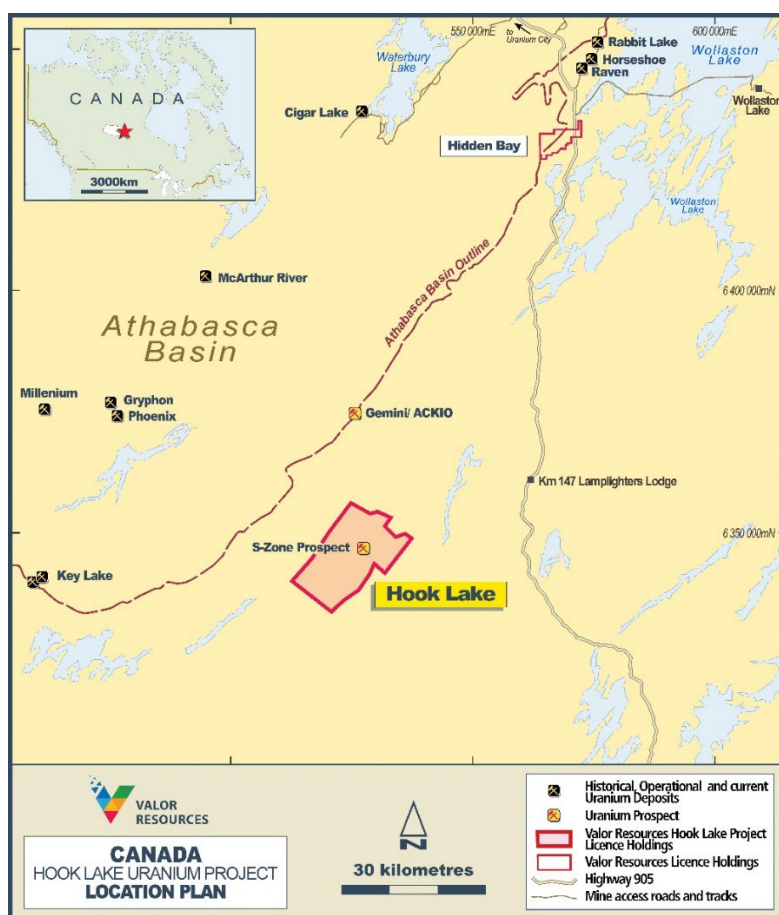 550 000mE
600 000mE
to
Uranium City
Rabbit Lake
Horseshoe
Raven
Wollaston
Lake
Waterbury
Lake
CANADA
3000km
Cigar Lake
Wollaston
Lake
Hidden Bay
Wollaston
Lake
McArthur River
6 400 000mN
Athabasca Basin Outline
Athabasca
Basin
Millenium
Gryphon
Phoenix
Gemini/ ACKIO
Km 147 Lamplighters Lodge
S-Zone Prospect
6 350 000mN
Key Lake
Hook Lake
VALOR
RESOURCES
CANADA
HOOK LAKE URANIUM PROJECT
LOCATION PLAN
N
30 kilometres
Historical, Operational and current
Uranium Deposits
Uranium Prospect
Valor Resources Hook Lake Project
Licence Holdings
Valor Resources Licence Holdings
Highway 905
Mine access roads and tracks